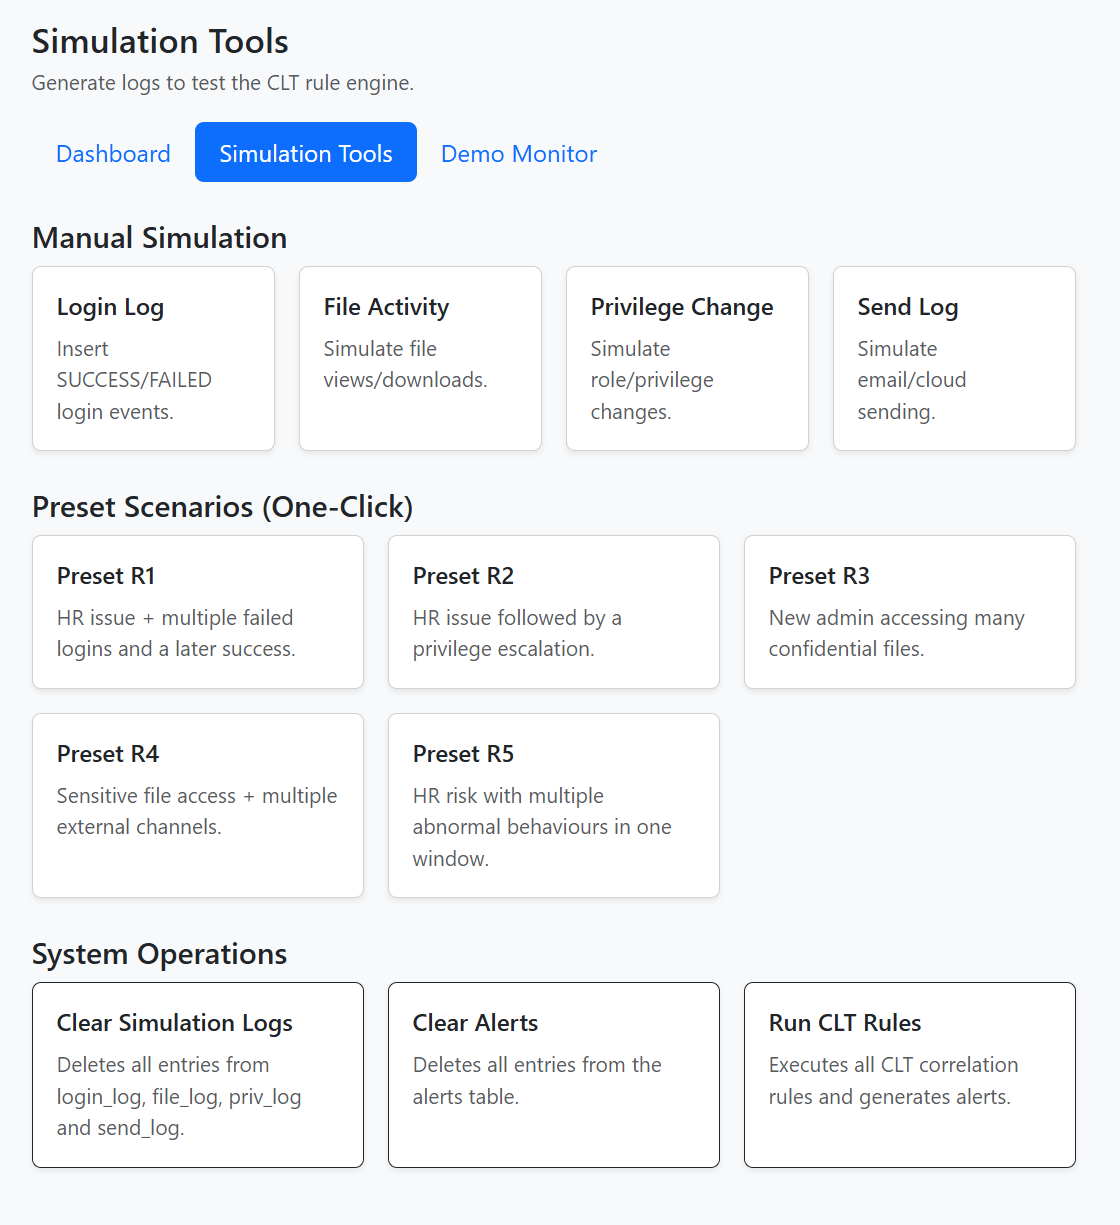 Simulation Tools
Generate logs to test the CLT rule engine.
Dashboard
Simulation Tools
Demo Monitor
Manual Simulation
Login Log
Insert
SUCCESS/FAILED
login events.
File Activity
Simulate file
views/downloads.
Privilege Change
Simulate
role/privilege
changes.
Send Log
Simulate
email/cloud
sending.
Preset Scenarios (One-Click)
Preset R1
HR issue + multiple failed
logins and a later success.
Preset R2
HR issue followed by a
privilege escalation.
Preset R3
New admin accessing many
confidential files.
Preset R4
Sensitive file access + multiple
external channels.
Preset R5
HR risk with multiple
abnormal behaviours in one
window.
System Operations
Clear Simulation Logs
Deletes all entries from
login_log, file_log, priv_log
and send_log.
Clear Alerts
Deletes all entries from the
alerts table.
Run CLT Rules
Executes all CLT correlation
rules and generates alerts.